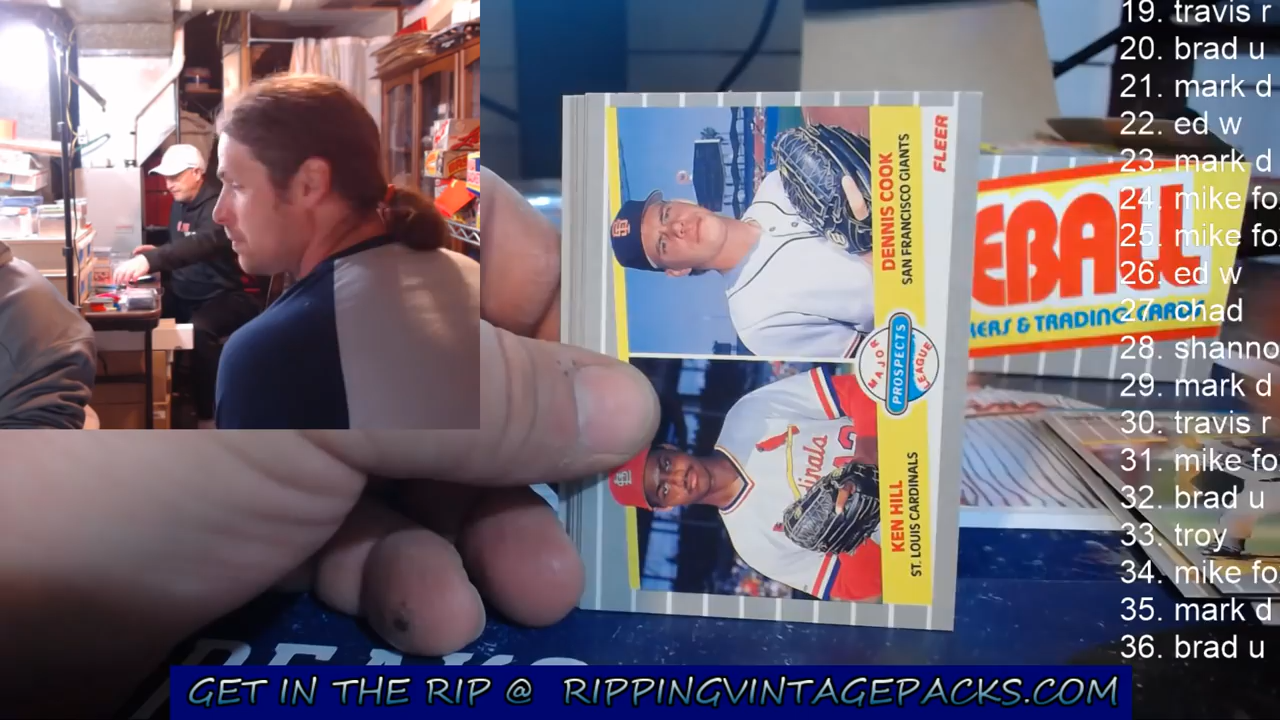 19. travis r
20. brad u
21. mark d
22. ed w
23. mark d
24. mike fo
25. mike fo
26. ed w
27. chad
28. shanno
29. mark d
30. travis r
31. mike fo
32. brad u
33. troy
34. mike fo
35. mark d
36. brad u
FLEER
DENNIS COOK
SAN FRANCISCO GIANTS
MAJOR
PROSPECTS
LEAGUE
KEN HILL
ST. LOUIS CARDINALS
EBALL
KERS & TRADING CARDS
GET IN THE RIP @ RIPPINGVINTAGEPACKS.COM